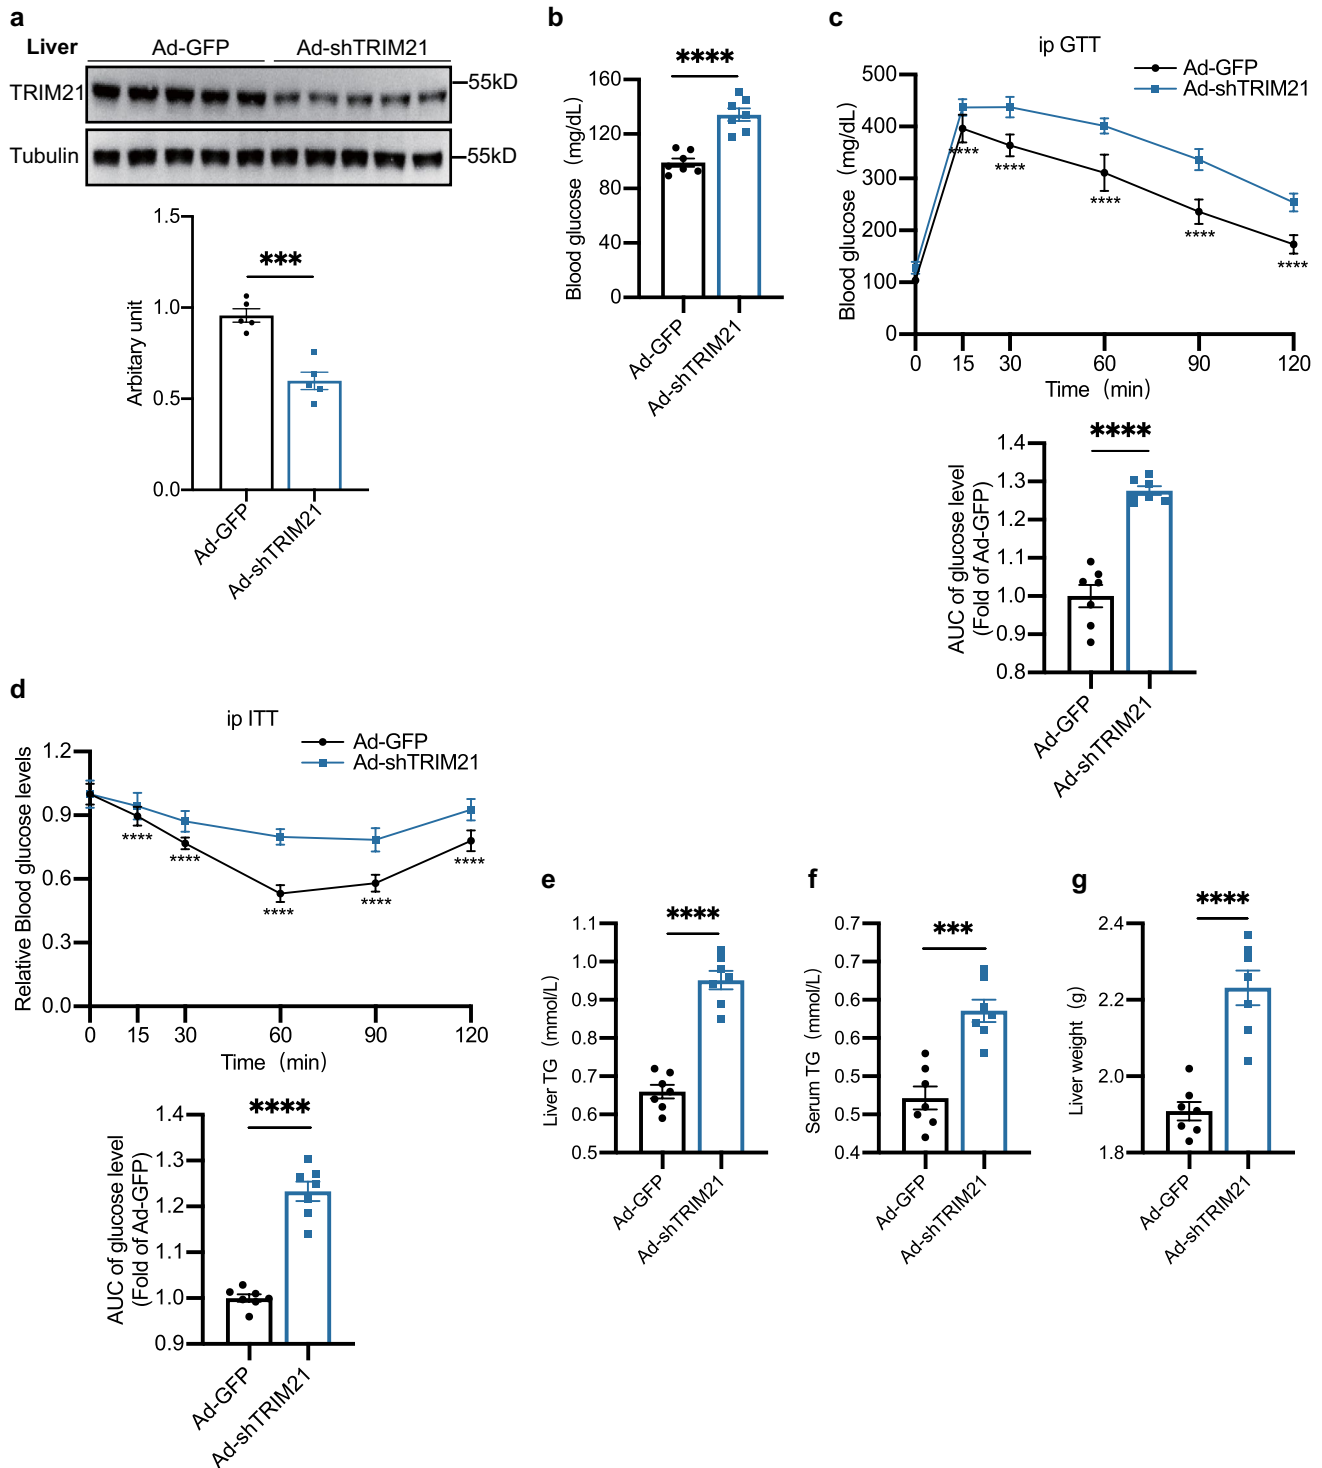 a
Liver
Ad-GFP
Ad-shTRIM21
TRIM21
55kD
Tubulin
55kD
1.5
1.0
0.5
0.0
Arbitary unit
***
Ad-GFP
Ad-shTRIM21
b
****
160
120
80
40
0
Blood glucose (mg/dL)
Ad-GFP
Ad-shTRIM21
c
ip GTT
Ad-GFP
Ad-shTRIM21
500
400
300
200
100
0
Blood glucose (mg/dL)
****
****
****
****
****
0 15 30 60 90 120
Time (min)
****
1.4
1.3
1.2
1.1
1.0
0.9
0.8
AUC of glucose level
(Fold of Ad-GFP)
Ad-GFP
Ad-shTRIM21
d
ip ITT
Ad-GFP
Ad-shTRIM21
1.2
0.9
0.6
0.3
0.0
Relative Blood glucose levels
****
****
****
****
****
0 15 30 60 90 120
Time (min)
****
1.4
1.3
1.2
1.1
1.0
0.9
AUC of glucose level
(Fold of Ad-GFP)
Ad-GFP
Ad-shTRIM21
e
****
1.1
1.0
0.9
0.8
0.7
0.6
0.5
Liver TG (mmol/L)
Ad-GFP
Ad-shTRIM21
f
***
0.7
0.7
0.6
0.6
0.5
0.5
0.4
Serum TG (mmol/L)
Ad-GFP
Ad-shTRIM21
g
****
2.4
2.2
2.0
1.8
Liver weight (g)
Ad-GFP
Ad-shTRIM21